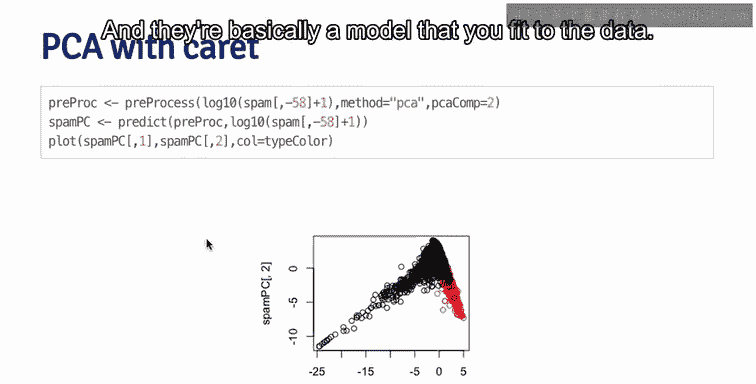 And they're basically a model that you fit to the data.
PCA with caret
preProc <- preProcess(log10(spam[,-58]+1),method="pca",pcaComp=2)
spamPC <- predict(preProc,log10(spam[,-58]+1))
plot(spamPC[,1],spamPC[,2],col=typeColor)
spamPC[, 2]
0
-5
-10
-25
-15
-5
0
5